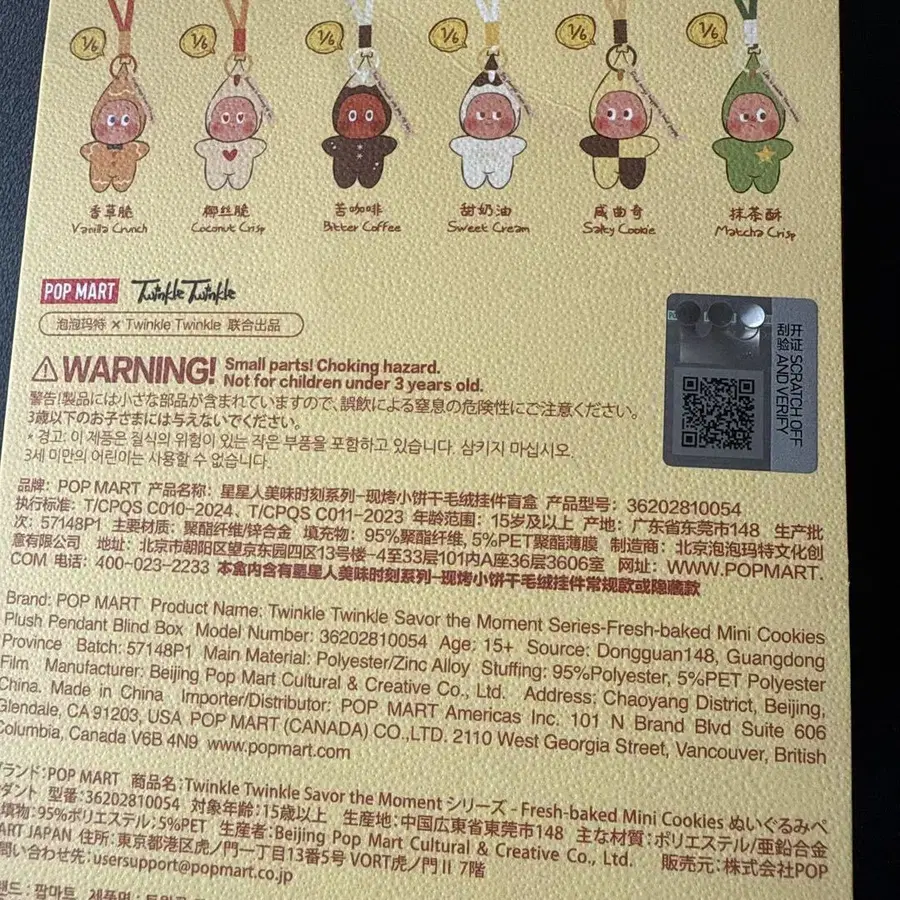 1/6 1/6 1/6 1/6 1/6 1/6
香草脆 椰丝脆 苦咖啡 甜奶油 咸曲奇 抹茶酥
Vanilla Crunch Coconut Crisp Bitter Coffee Sweet Cream Salty Cookie Matcha Crisp
POP MART Twinkle Twinkle
泡泡玛特 × Twinkle Twinkle 联合出品
开证 SCRATCH OFF
刮验 AND VERIFY
WARNING! Small parts! Choking hazard.
Not for children under 3 years old.
警告!製品には小さな部品が含まれていますので、誤飲による窒息の危険性にご注意ください。
3歳以下のお子さまには与えないでください。
* 경고: 이 제품은 질식의 위험이 있는 작은 부품을 포함하고 있습니다. 삼키지 마십시오.
3세 미만의 어린이는 사용할 수 없습니다.
品牌: POP MART 产品名称: 星星人美味时刻系列-现烤小饼干毛绒挂件盲盒 产品型号: 36202810054
执行标准: T/CPQS C010-2024、T/CPQS C011-2023 年龄范围: 15岁及以上 产地: 广东省东莞市148 生产批
次: 57148P1 主要材质: 聚酯纤维/锌合金 填充物: 95%聚酯纤维, 5%PET聚酯薄膜 制造商: 北京泡泡玛特文化创
意有限公司 地址: 北京市朝阳区望京东园四区13号楼-4至33层101内A座36层3606室 网址: WWW.POPMART.
COM 电话: 400-023-2233 本盒内含有星星人美味时刻系列-现烤小饼干毛绒挂件常规款或隐藏款
Brand: POP MART Product Name: Twinkle Twinkle Savor the Moment Series-Fresh-baked Mini Cookies
Plush Pendant Blind Box Model Number: 36202810054 Age: 15+ Source: Dongguan148, Guangdong
Province Batch: 57148P1 Main Material: Polyester/Zinc Alloy Stuffing: 95%Polyester, 5%PET Polyester
Film Manufacturer: Beijing Pop Mart Cultural & Creative Co., Ltd. Address: Chaoyang District, Beijing,
China. Made in China Importer/Distributor: POP MART Americas Inc. 101 N Brand Blvd Suite 606
Glendale, CA 91203, USA POP MART (CANADA) CO.,LTD. 2110 West Georgia Street, Vancouver, British
Columbia, Canada V6B 4N9 www.popmart.com
ランド:POP MART 商品名:Twinkle Twinkle Savor the Moment シリーズ - Fresh-baked Mini Cookies ぬいぐるみペ
ダント 型番:36202810054 対象年齢:15歳以上 生産地:中国広東省東莞市148 主な材質:ポリエステル/亜鉛合金
填物:95%ポリエステル;5%PET 生産者:Beijing Pop Mart Cultural & Creative Co., Ltd. 販売元:株式会社POP
ART JAPAN 住所:東京都港区虎ノ門一丁目13番5号 VORT虎ノ門Ⅱ 7階
問い合わせ先:usersupport@popmart.co.jp
랜드: 팝마트 제품명: